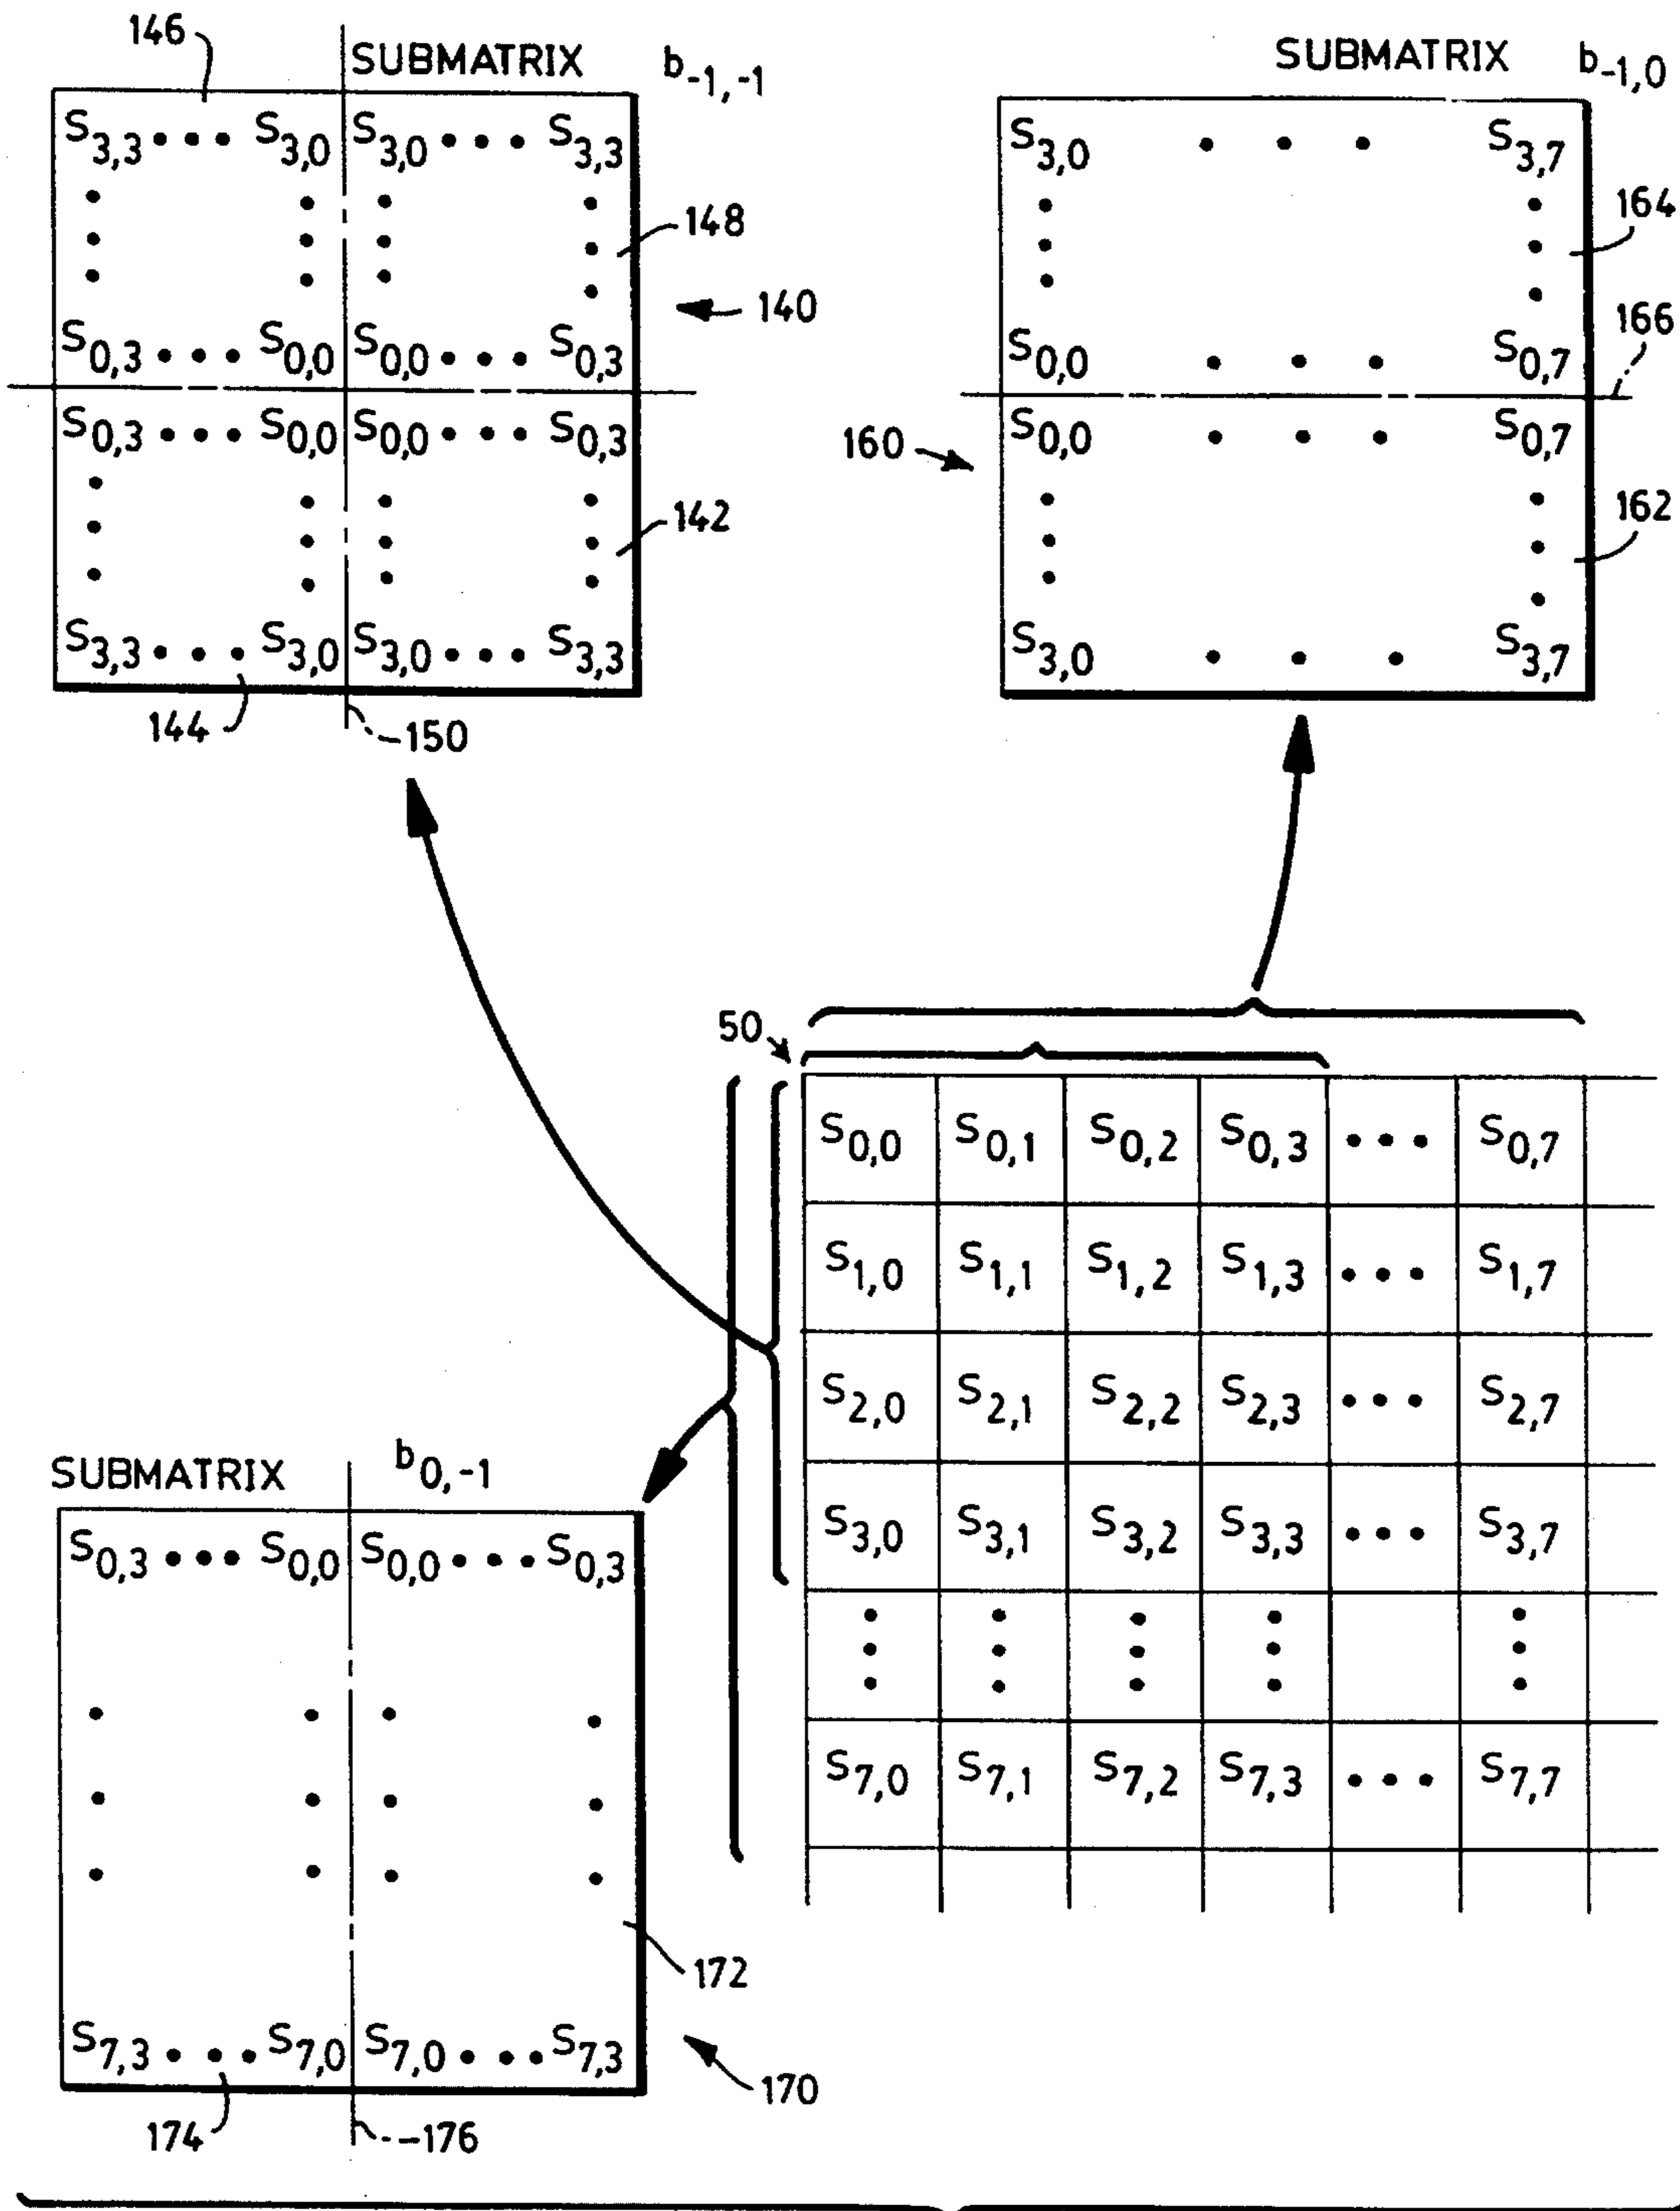 146
SUBMATRIX b-1,-1
S3,3 • • • S3,0 S3,0 • • • S3,3
148
140
S0,3 • • • S0,0 S0,0 • • • S0,3
S0,3 • • • S0,0 S0,0 • • • S0,3
142
S3,3 • • • S3,0 S3,0 • • • S3,3
144
150
SUBMATRIX b-1,0
S3,0 • • • S3,7
164
166
S0,0 • • • S0,7
S0,0 • • • S0,7
160
162
S3,0 • • • S3,7
50
S0,0 S0,1 S0,2 S0,3 • • • S0,7
S1,0 S1,1 S1,2 S1,3 • • • S1,7
S2,0 S2,1 S2,2 S2,3 • • • S2,7
S3,0 S3,1 S3,2 S3,3 • • • S3,7
S7,0 S7,1 S7,2 S7,3 • • • S7,7
SUBMATRIX b0,-1
S0,3 • • • S0,0 S0,0 • • • S0,3
172
S7,3 • • • S7,0 S7,0 • • • S7,3
170
174
176